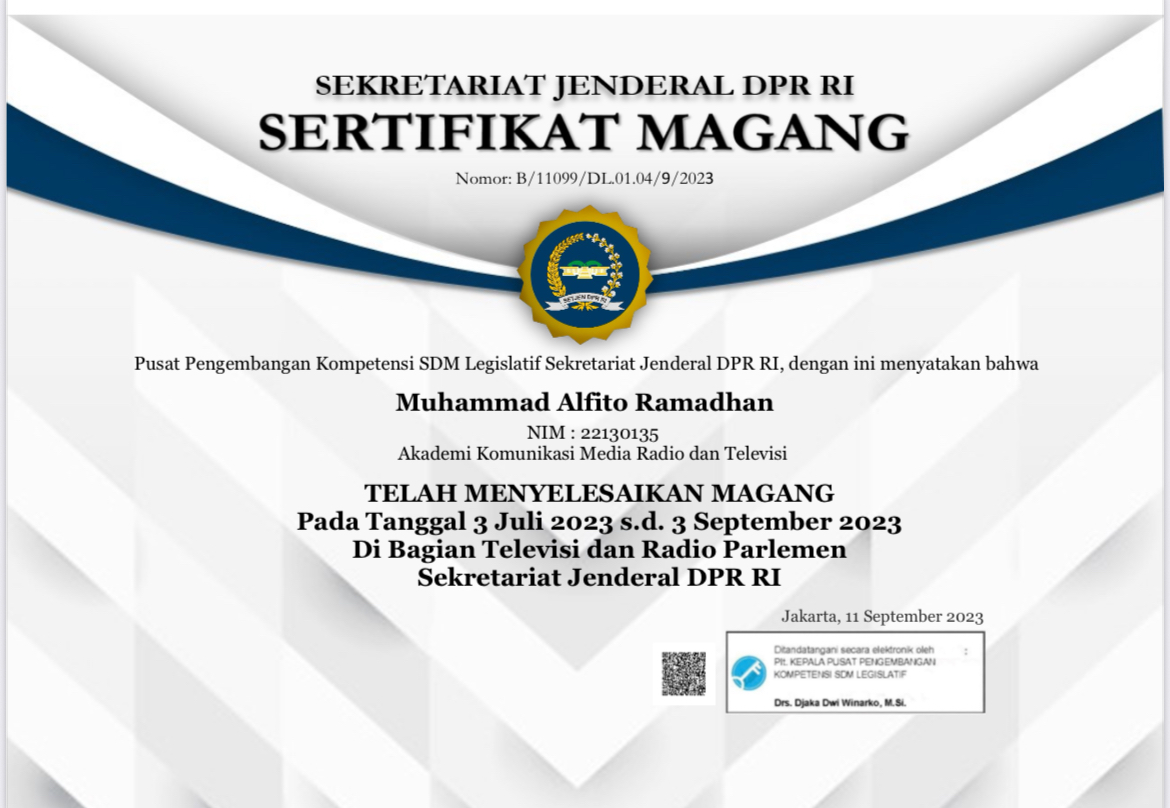 SEKRETARIAT JENDERAL DPR RI
SERTIFIKAT MAGANG
Nomor: B/11099/DL.01.04/9/2023
SETJEN DPR RI
Pusat Pengembangan Kompetensi SDM Legislatif Sekretariat Jenderal DPR RI, dengan ini menyatakan bahwa
Muhammad Alfito Ramadhan
NIM : 22130135
Akademi Komunikasi Media Radio dan Televisi
TELAH MENYELESAIKAN MAGANG
Pada Tanggal 3 Juli 2023 s.d. 3 September 2023
Di Bagian Televisi dan Radio Parlemen
Sekretariat Jenderal DPR RI
Jakarta, 11 September 2023
Ditandatangani secara elektronik oleh :
Plt. KEPALA PUSAT PENGEMBANGAN
KOMPETENSI SDM LEGISLATIF
Drs. Djaka Dwi Winarko, M.Si.